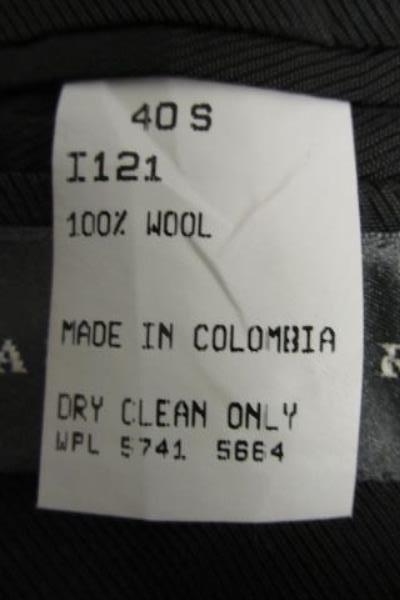 40 S
I121
100% WOOL
MADE IN COLOMBIA
DRY CLEAN ONLY
WPL 5741 5664